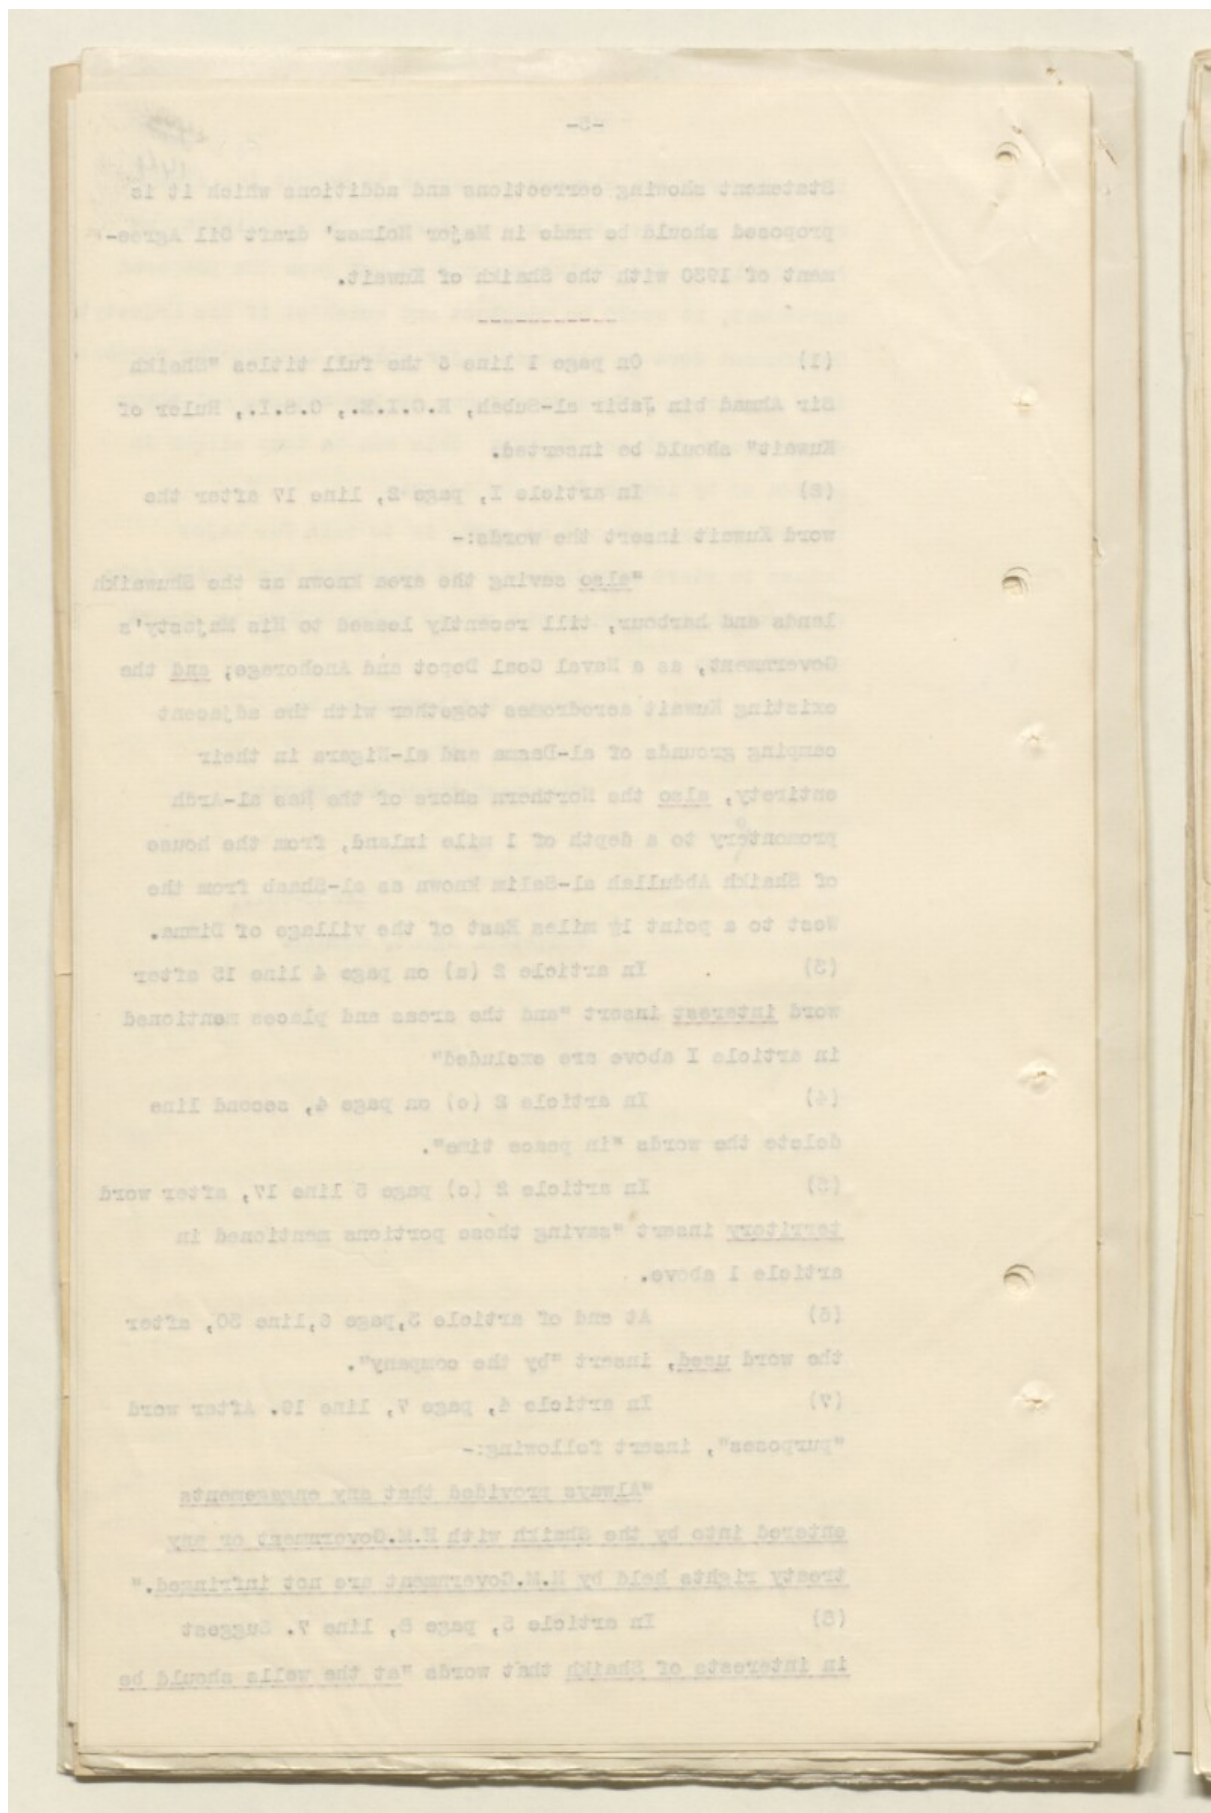 Statement showing corrections and additions which it is
proposed should be made in Major Holmes' draft Oil Agree-
ment of 1930 with the Shaikh of Kuwait.
(1) On page 1 line 6 the full titles "Sheikh
Sir Ahmad bin Jabir al-Subah, K.C.I.E., C.S.I., Ruler of
Kuwait" should be inserted.
(2) In article I, page 2, line 17 after the
word Kuwait insert the words:-
"also saving the area known as the Shuwaikh
lands and harbour, till recently leased to His Majesty's
Government, as a Naval Coal Depot and Anchorage; and the
existing Kuwait aerodromes together with the adjacent
camping grounds of al-Dasma and al-Nigara in their
entirety, also the Northern shore of the Ras al-Ardh
promontory to a depth of 1 mile inland, from the house
of Shaikh Abdullah al-Salim known as al-Shaab from the
West to a point 1½ miles East of the village of Dimna.
(3) In article 2 (a) on page 4 line 15 after
word interest insert "and the areas and places mentioned
in article I above are excluded"
(4) In article 2 (c) on page 4, second line
delete the words "in peace time".
(5) In article 2 (c) page 5 line 17, after word
territory insert "saving those portions mentioned in
article 1 above.
(6) At end of article 3, page 6, line 30, after
the word used, insert "by the company".
(7) In article 4, page 7, line 19. After word
"purposes", insert following:-
"Always provided that any engagements
entered into by the Shaikh with H.M.Government or any
treaty rights held by H.M.Government are not infringed."
(8) In article 5, page 8, line 7. Suggest
in interests of Shaikh that words "at the wells should be